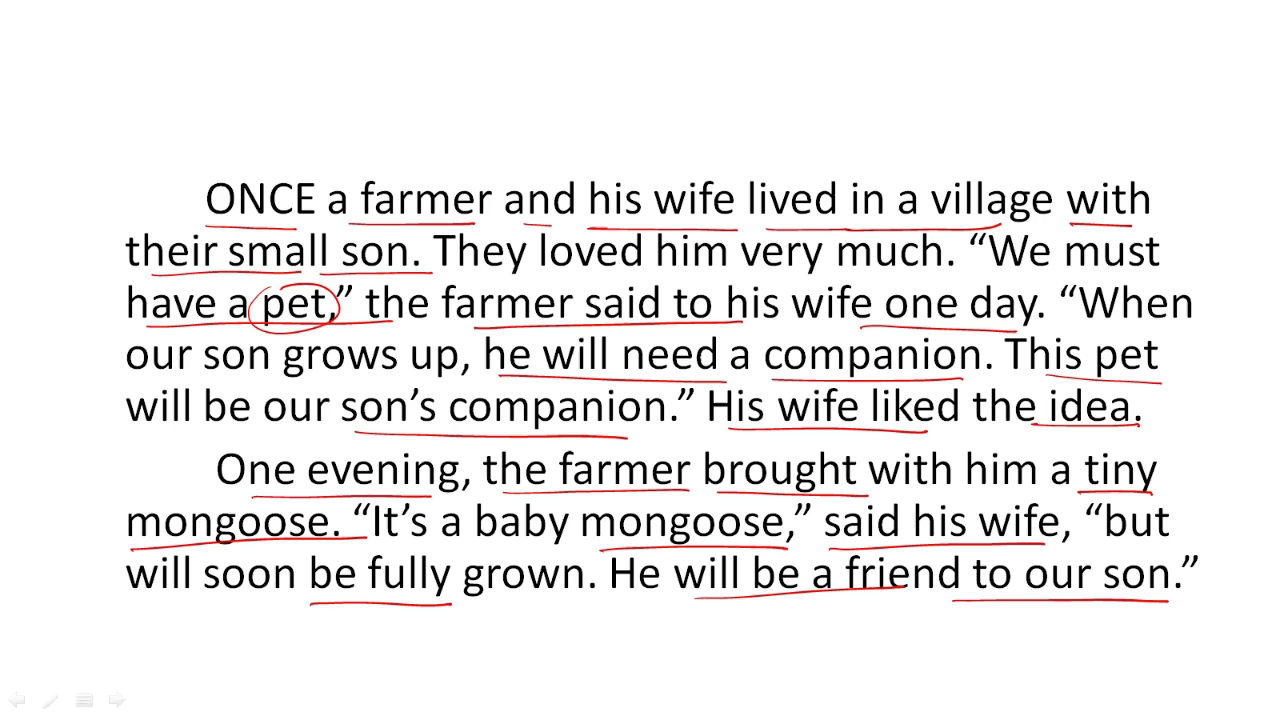 ONCE a farmer and his wife lived in a village with
their small son. They loved him very much. “We must
have a pet,” the farmer said to his wife one day. “When
our son grows up, he will need a companion. This pet
will be our son’s companion.” His wife liked the idea.
One evening, the farmer brought with him a tiny
mongoose. “It’s a baby mongoose,” said his wife, “but
will soon be fully grown. He will be a friend to our son.”